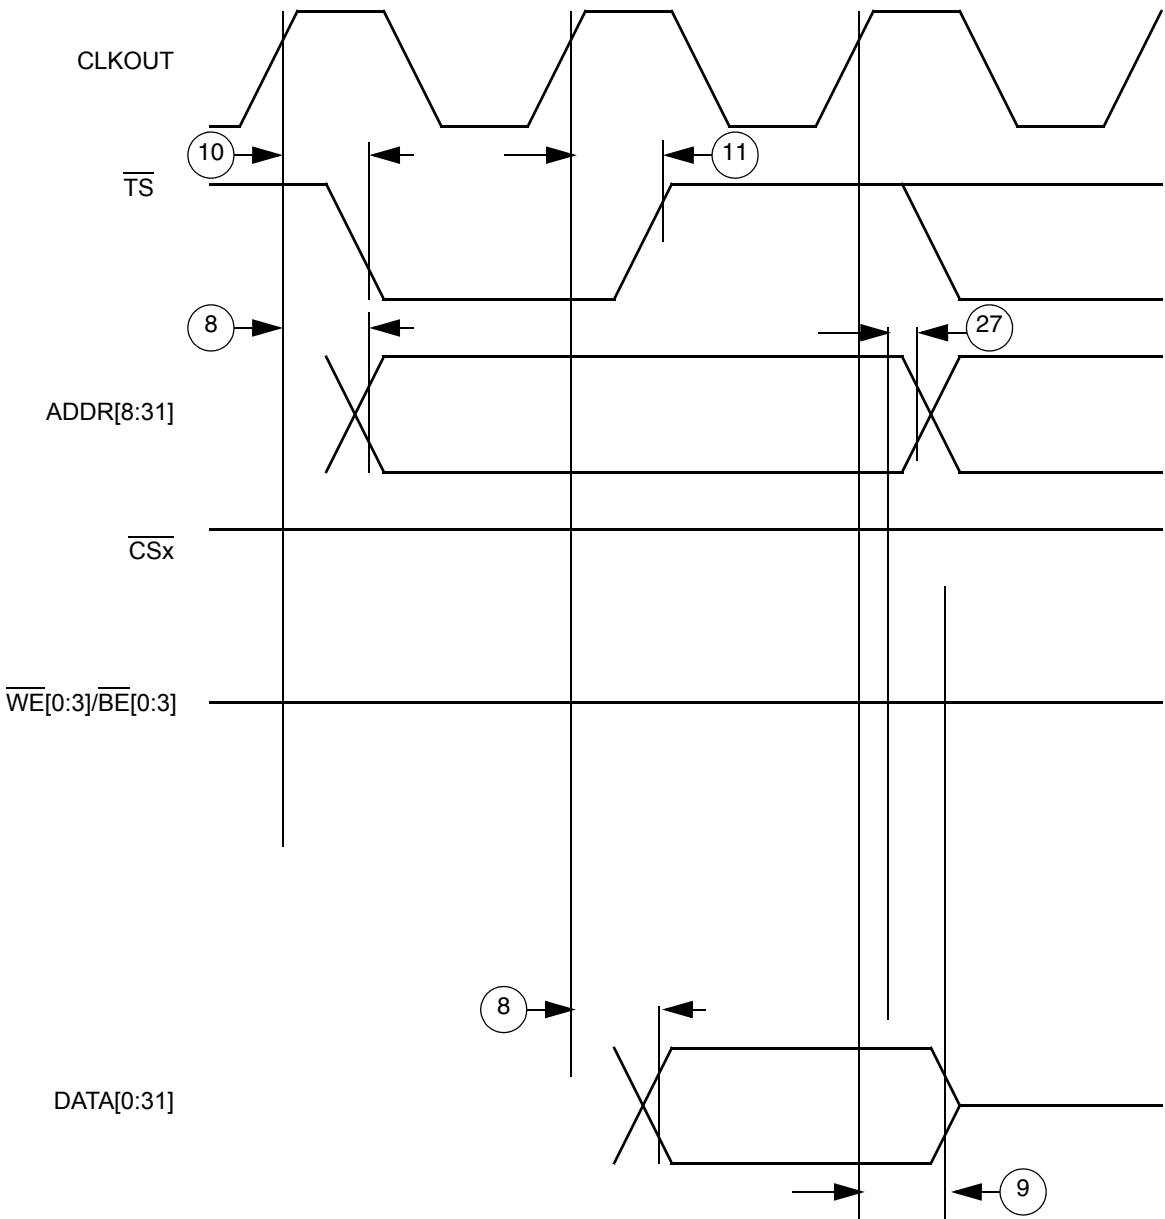 CLKOUT
10
11
TS
8
27
ADDR[8:31]
CSx
WE[0:3]/BE[0:3]
8
DATA[0:31]
9